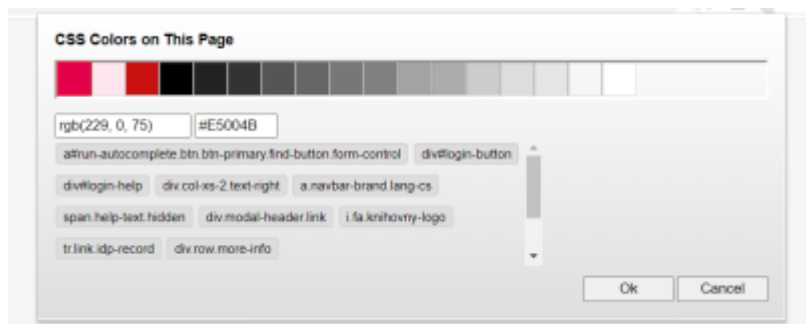 CSS Colors on This Page
rgb(229, 0, 75) #E5004B
a#run-autocomplete.btn.btn-primary.find-button.form-control div#login-button
div#login-help div.col-xs-2.text-right a.navbar-brand.lang-cs
span.help-text.hidden div.modal-header.link i.fa.knihovny-logo
tr.link.idp-record div.row.more-info
Ok Cancel